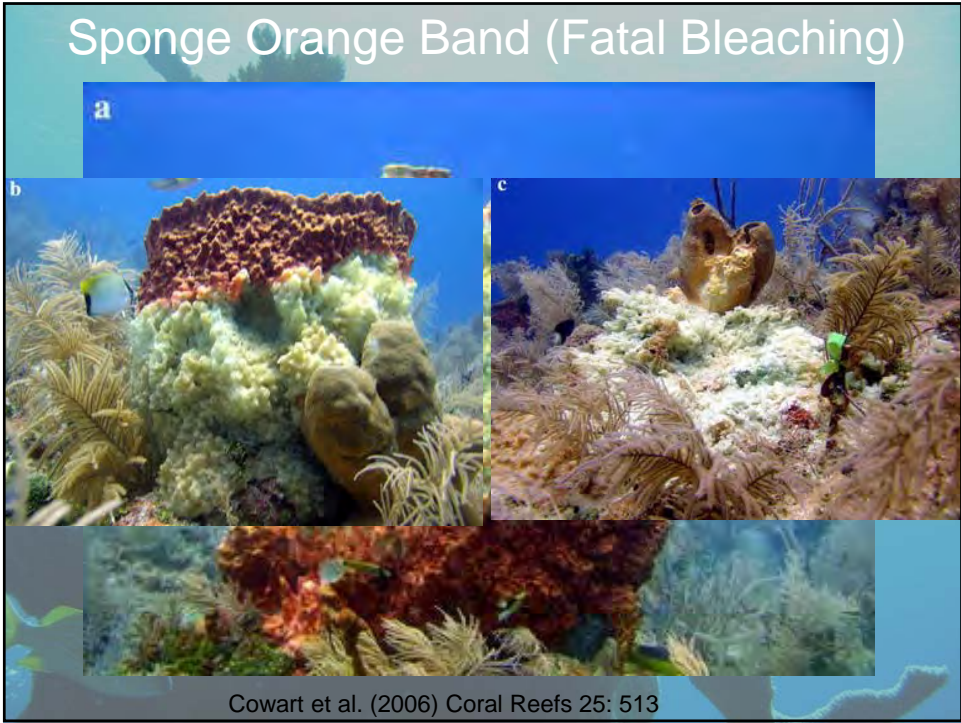 Sponge Orange Band (Fatal Bleaching)
a
b
c
Cowart et al. (2006) Coral Reefs 25: 513